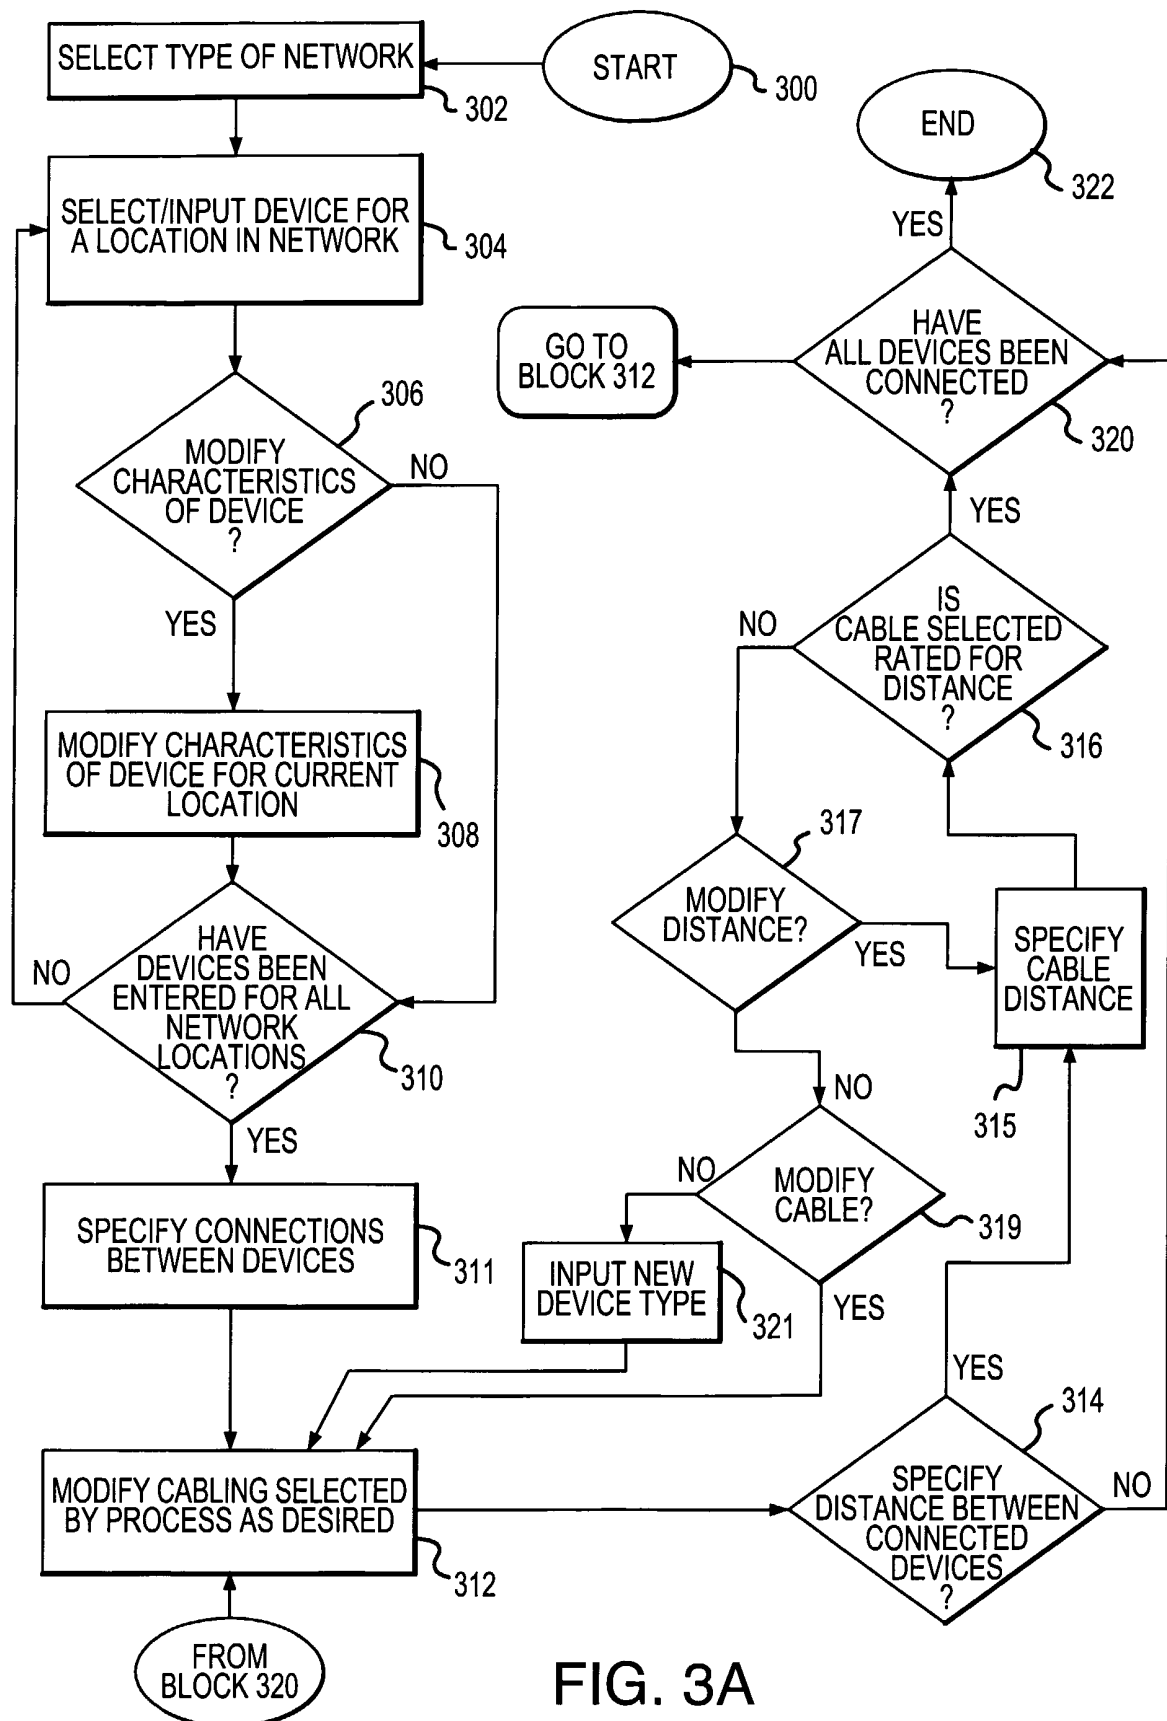 SELECT TYPE OF NETWORK
302
START
300
SELECT/INPUT DEVICE FOR
A LOCATION IN NETWORK
304
306
MODIFY
CHARACTERISTICS
OF DEVICE
?
NO
YES
MODIFY CHARACTERISTICS
OF DEVICE FOR CURRENT
LOCATION
308
HAVE
DEVICES BEEN
ENTERED FOR ALL
NETWORK
LOCATIONS
?
NO
310
YES
SPECIFY CONNECTIONS
BETWEEN DEVICES
311
MODIFY CABLING SELECTED
BY PROCESS AS DESIRED
312
FROM
BLOCK 320
END
322
YES
HAVE
ALL DEVICES BEEN
CONNECTED
?
320
GO TO
BLOCK 312
YES
IS
CABLE SELECTED
RATED FOR
DISTANCE
?
NO
316
317
MODIFY
DISTANCE?
YES
SPECIFY
CABLE
DISTANCE
315
NO
MODIFY
CABLE?
NO
319
INPUT NEW
DEVICE TYPE
321
YES
YES
314
SPECIFY
DISTANCE BETWEEN
CONNECTED
DEVICES
?
NO
FIG. 3A